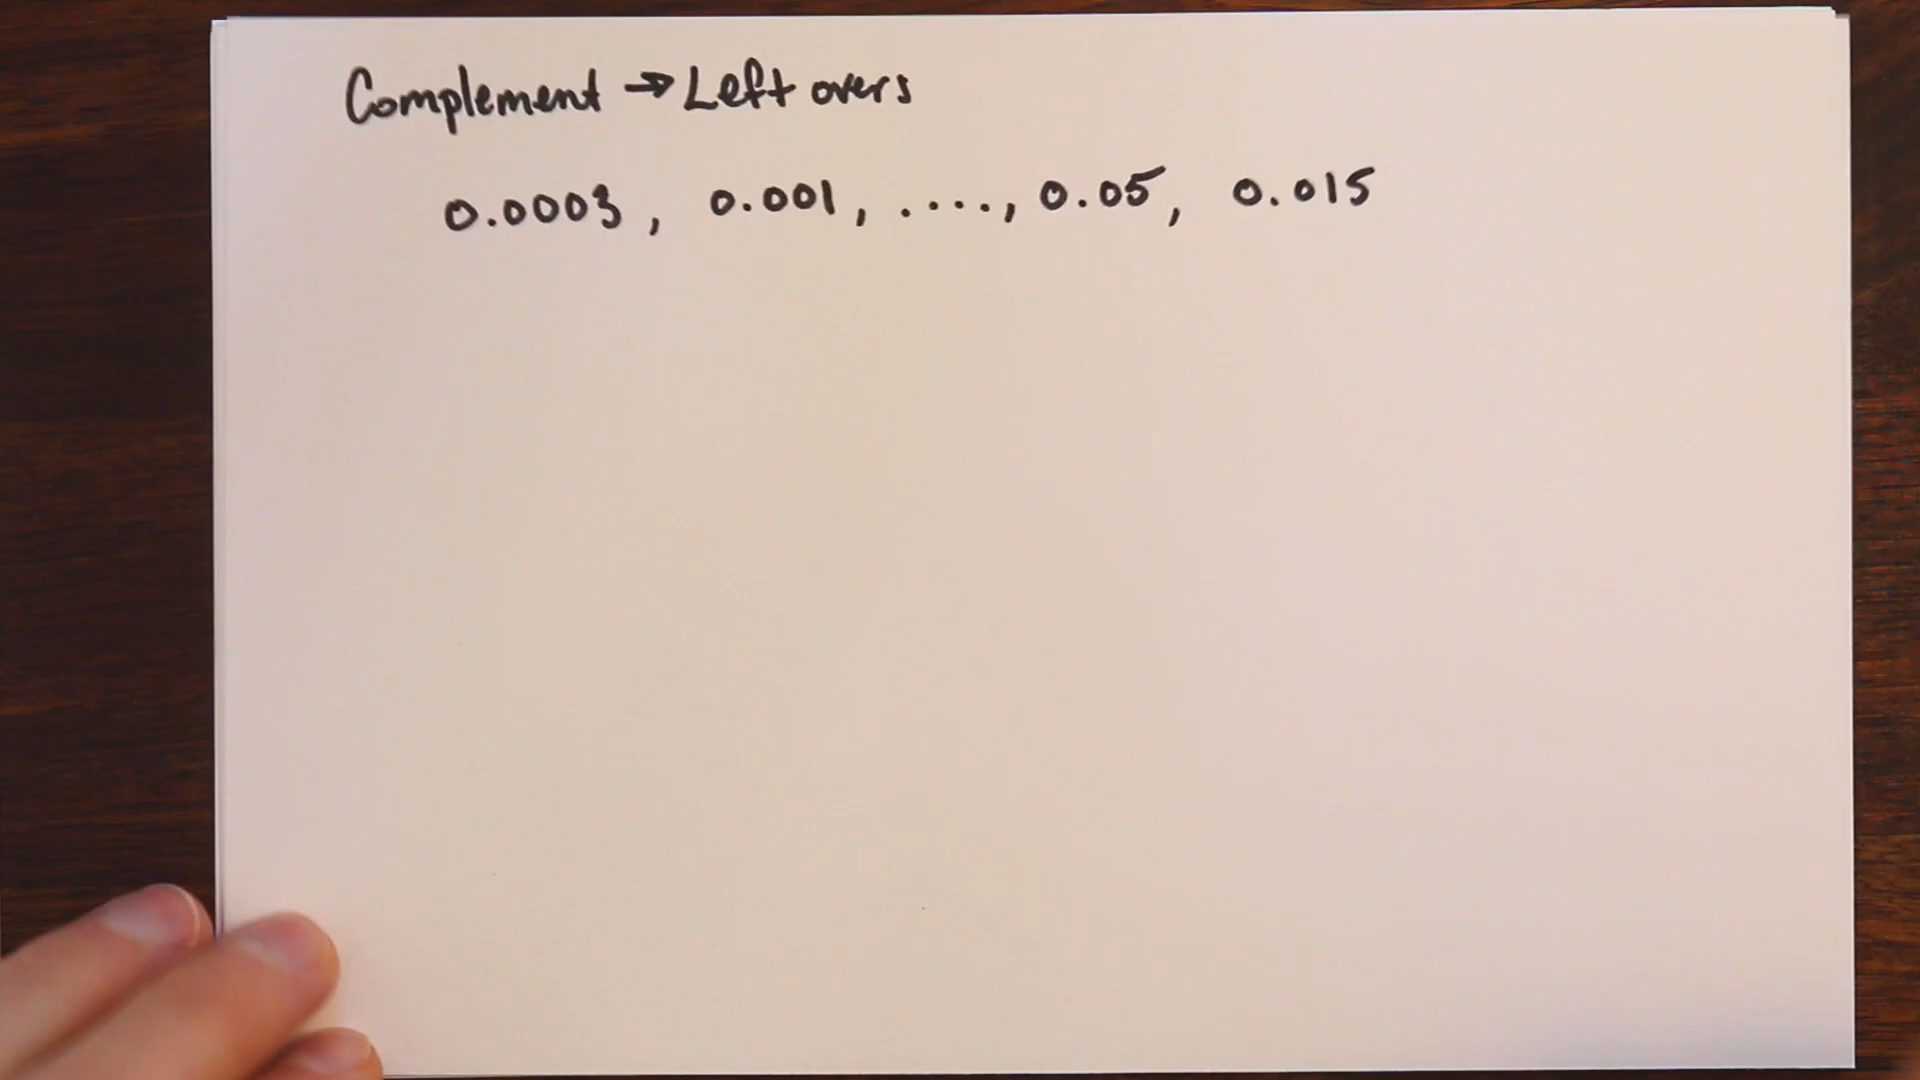 Complement → Left overs
0.0003, 0.001, ...., 0.05, 0.015